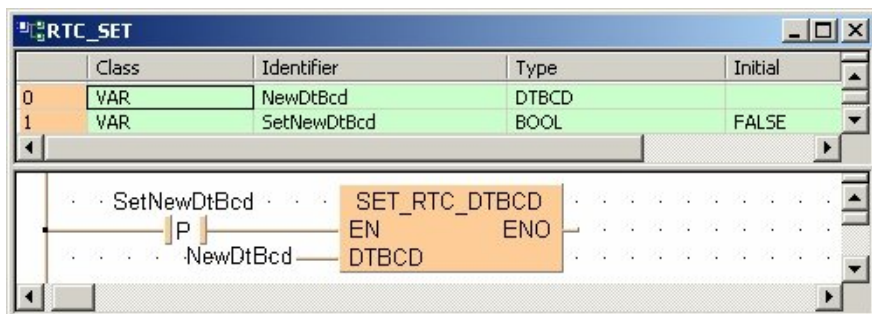 RTC_SET
Class Identifier Type Initial
0 VAR NewDtBcd DTBCD
1 VAR SetNewDtBcd BOOL FALSE
SetNewDtBcd SET_RTC_DTBCD
P EN ENO
NewDtBcd DTBCD